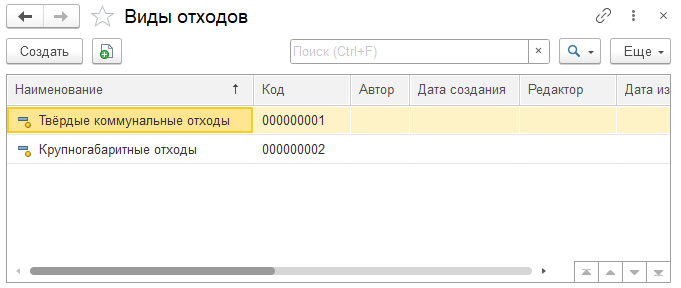 Виды отходов
Создать
Поиск (Ctrl+F)
Еще
Наименование
Код
Автор
Дата создания
Редактор
Дата из
Твёрдые коммунальные отходы
000000001
Крупногабаритные отходы
000000002